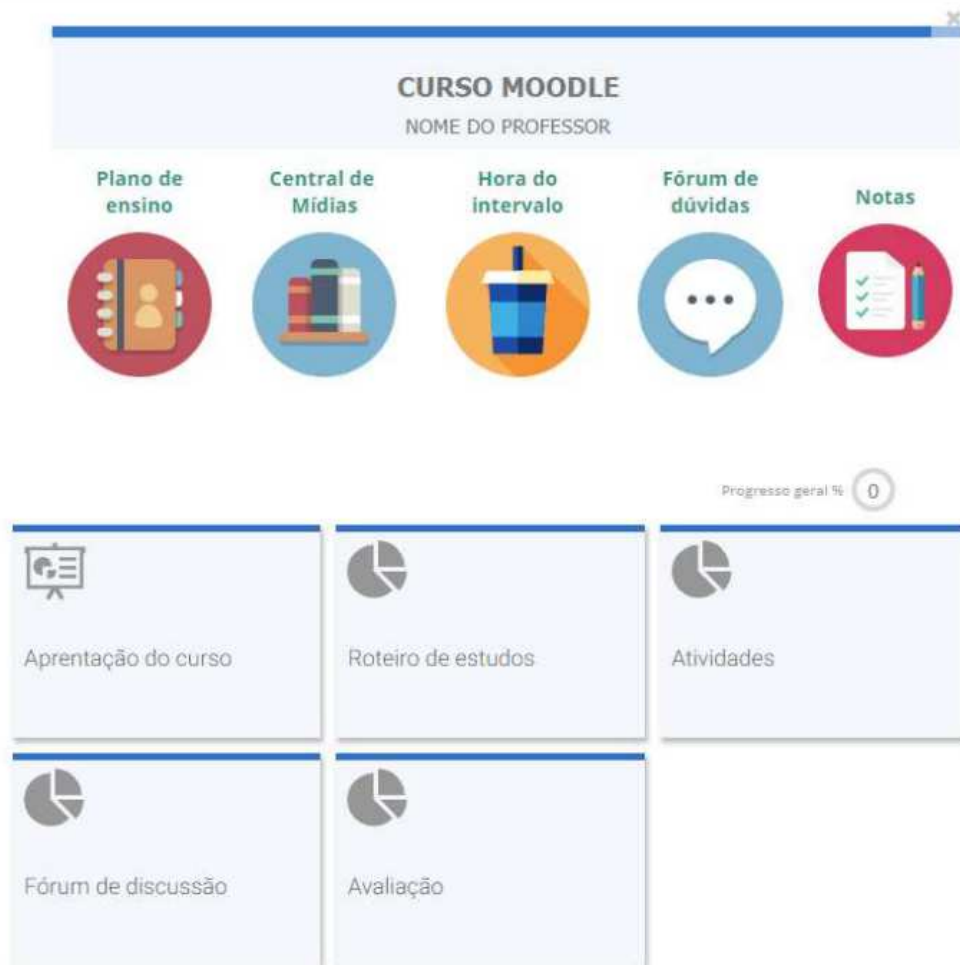 CURSO MOODLE
NOME DO PROFESSOR
Plano de
ensino
Central de
Mídias
Hora do
intervalo
Fórum de
dúvidas
Notas
Progresso geral % 0
Aprentação do curso
Roteiro de estudos
Atividades
Fórum de discussão
Avaliação